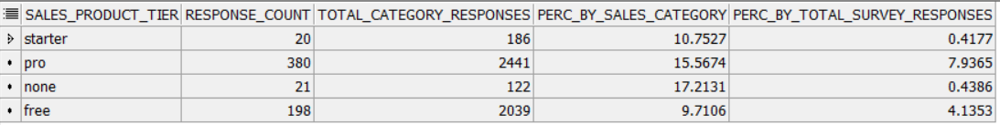 SALES_PRODUCT_TIER RESPONSE_COUNT TOTAL_CATEGORY_RESPONSES PERC_BY_SALES_CATEGORY PERC_BY_TOTAL_SURVEY_RESPONSES
starter 20 186 10.7527 0.4177
pro 380 2441 15.5674 7.9365
none 21 122 17.2131 0.4386
free 198 2039 9.7106 4.1353